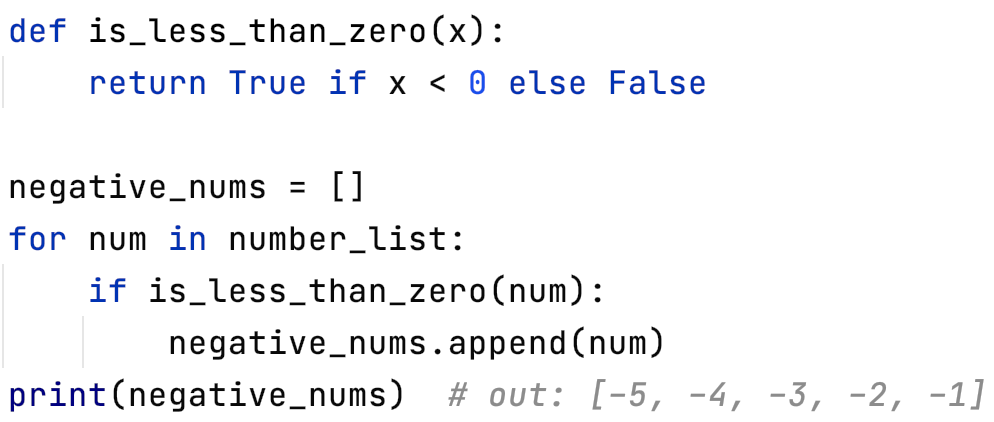 def is_less_than_zero(x):
    return True if x < 0 else False

negative_nums = []
for num in number_list:
    if is_less_than_zero(num):
        negative_nums.append(num)
print(negative_nums)  # out: [-5, -4, -3, -2, -1]